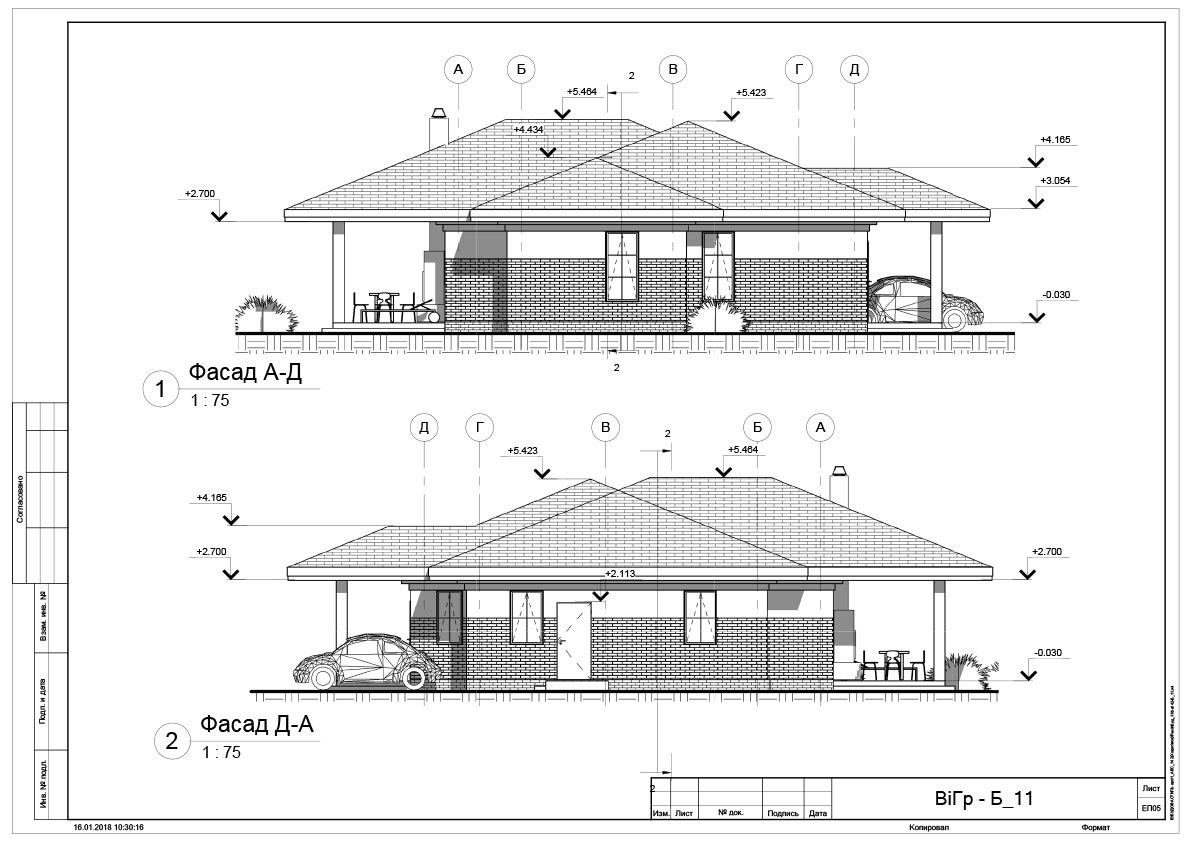 А Б В Г Д
2
+5.464
+5.423
+4.434
+4.165
+3.054
+2.700
-0.030
2
1 Фасад А-Д
1 : 75
Д Г В Б А
2
+5.423
+5.464
+4.165
+2.700
+2.700
+2.113
-0.030
2 Фасад Д-А
1 : 75
2
Согласовано
Взам. инв. №
Подп. и дата
Инв. № подл.
Изм. Лист № док. Подпись Дата
ВіГр - Б_11
Лист
ЕП05
16.01.2018 10:30:16
Копировал
Формат